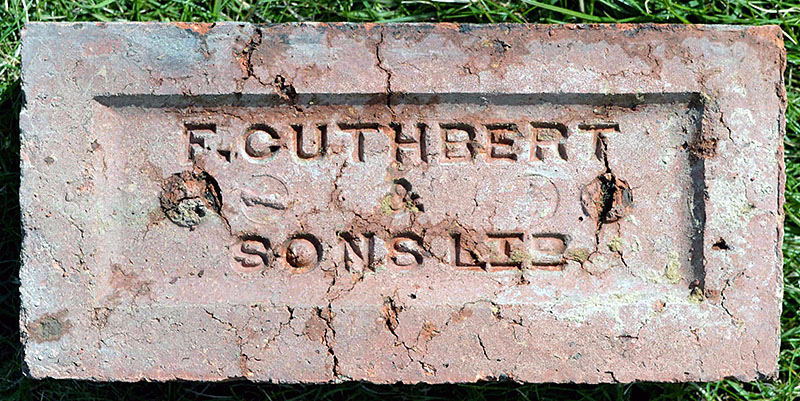 F. CUTHBERT
&
SONS LTD